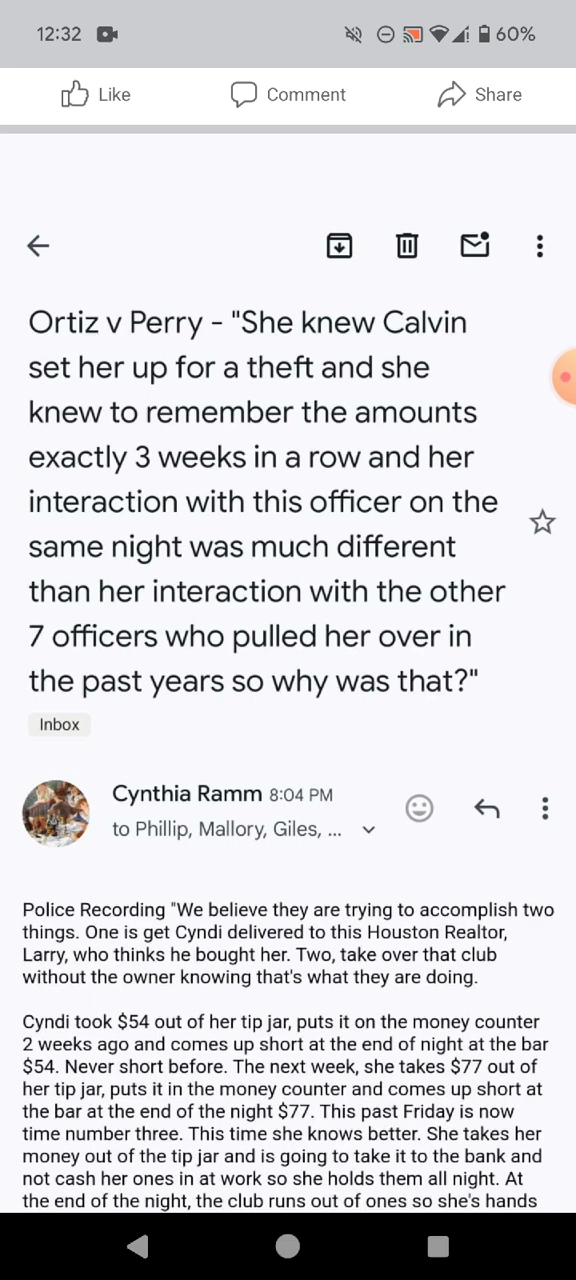 12:32
60%
Like
Comment
Share
Ortiz v Perry - "She knew Calvin
set her up for a theft and she
knew to remember the amounts
exactly 3 weeks in a row and her
interaction with this officer on the
same night was much different
than her interaction with the other
7 officers who pulled her over in
the past years so why was that?"
Inbox
Cynthia Ramm 8:04 PM
to Phillip, Mallory, Giles, ...
Police Recording "We believe they are trying to accomplish two
things. One is get Cyndi delivered to this Houston Realtor,
Larry, who thinks he bought her. Two, take over that club
without the owner knowing that's what they are doing.
Cyndi took $54 out of her tip jar, puts it on the money counter
2 weeks ago and comes up short at the end of night at the bar
$54. Never short before. The next week, she takes $77 out of
her tip jar, puts it in the money counter and comes up short at
the bar at the end of the night $77. This past Friday is now
time number three. This time she knows better. She takes her
money out of the tip jar and is going to take it to the bank and
not cash her ones in at work so she holds them all night. At
the end of the night, the club runs out of ones so she's hands